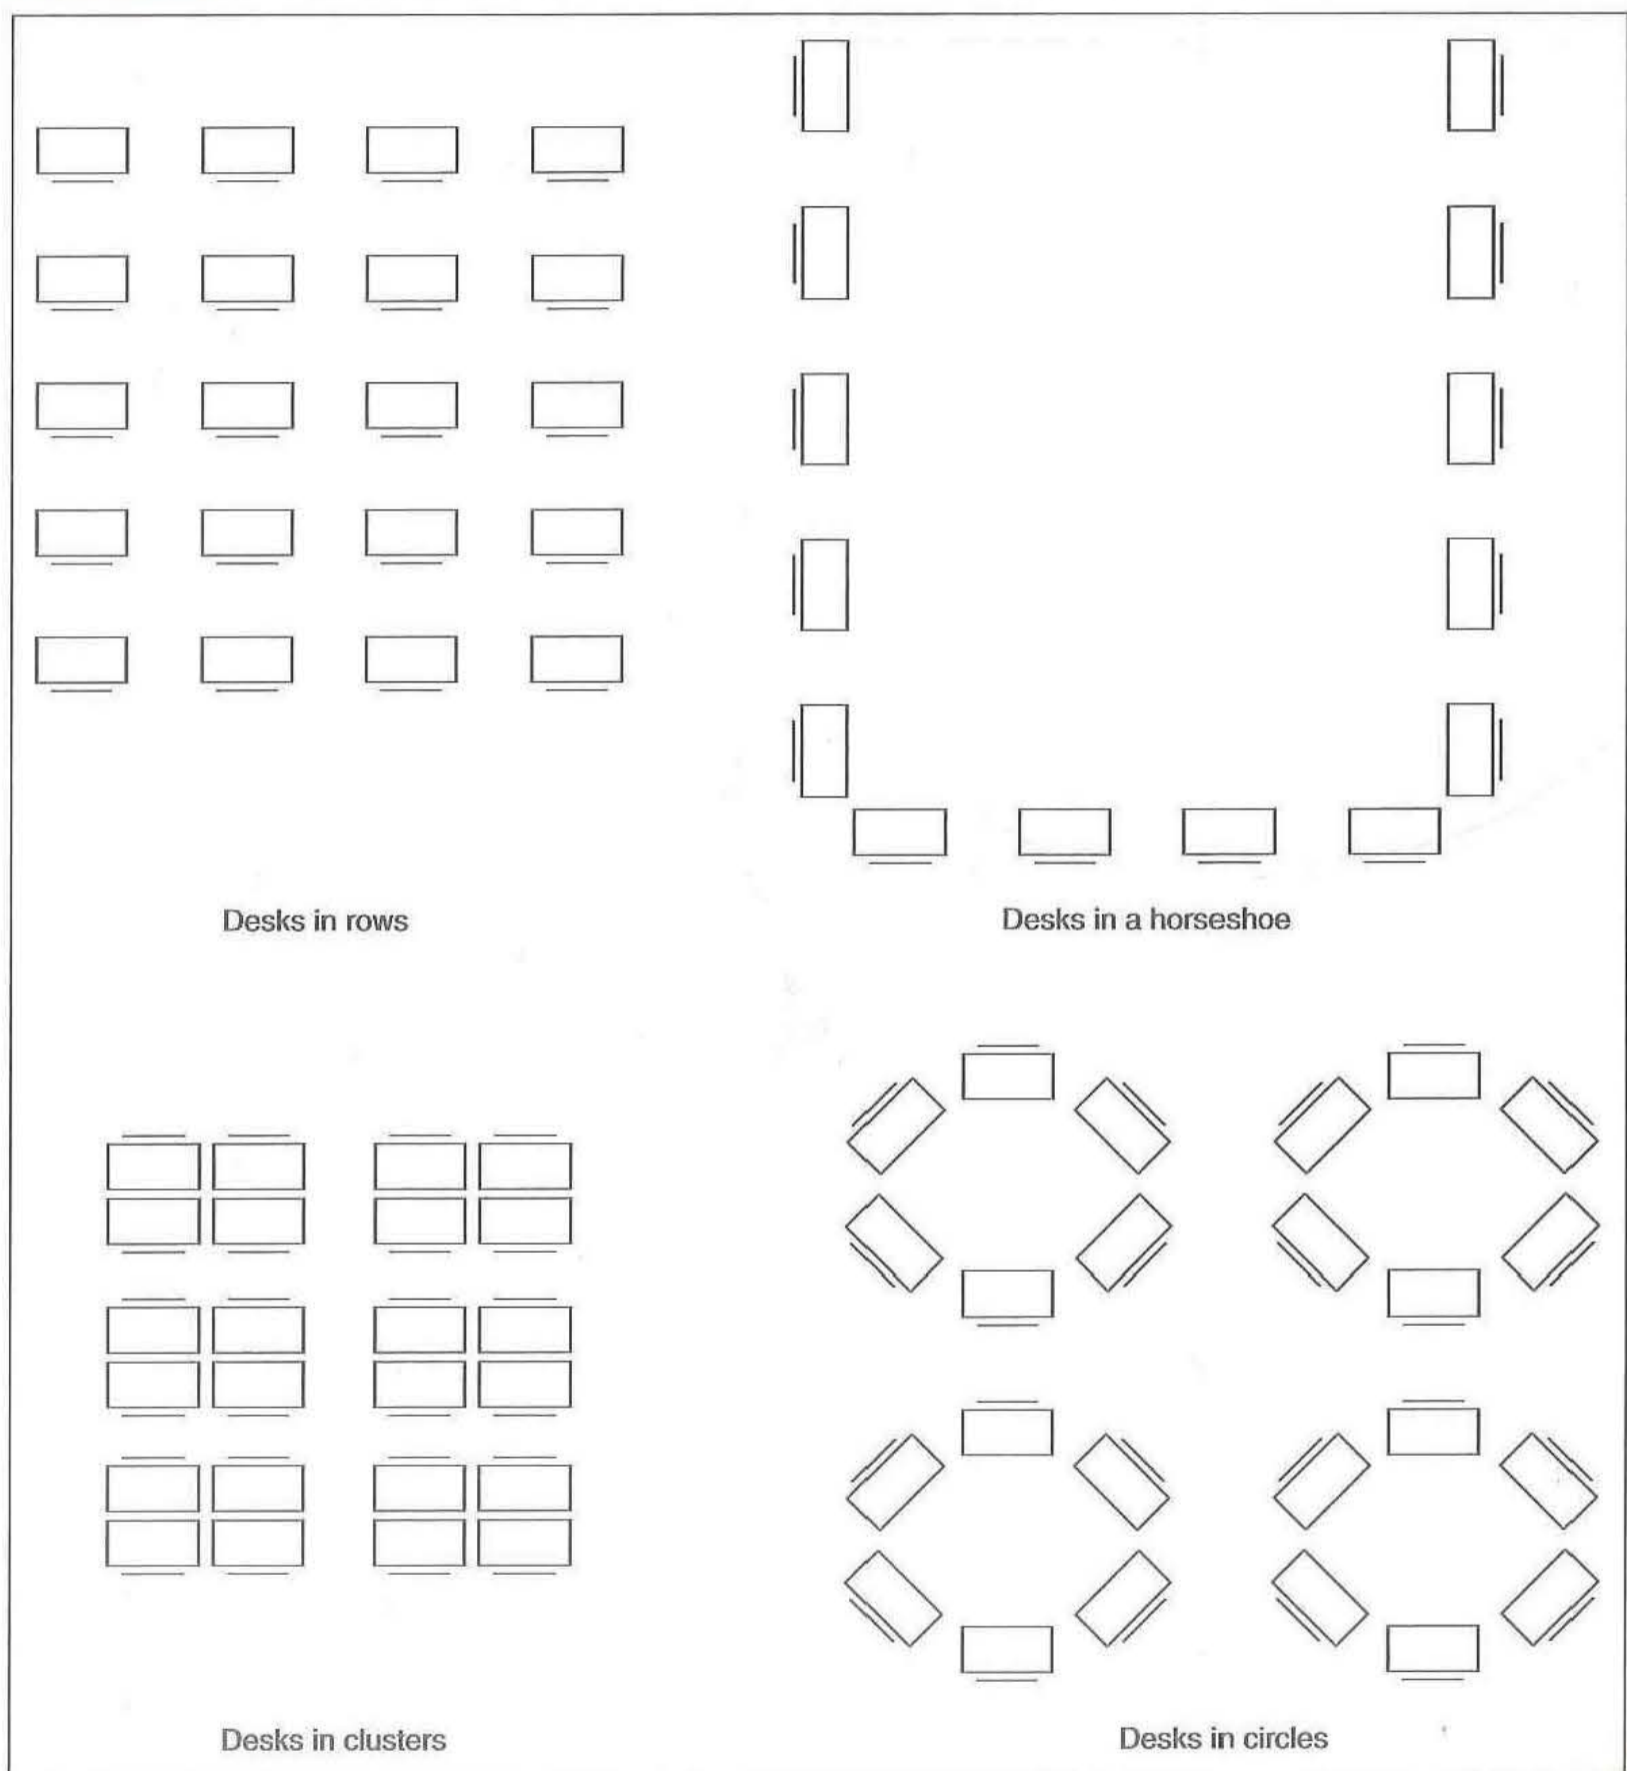 Desks in rows
Desks in a horseshoe
Desks in clusters
Desks in circles